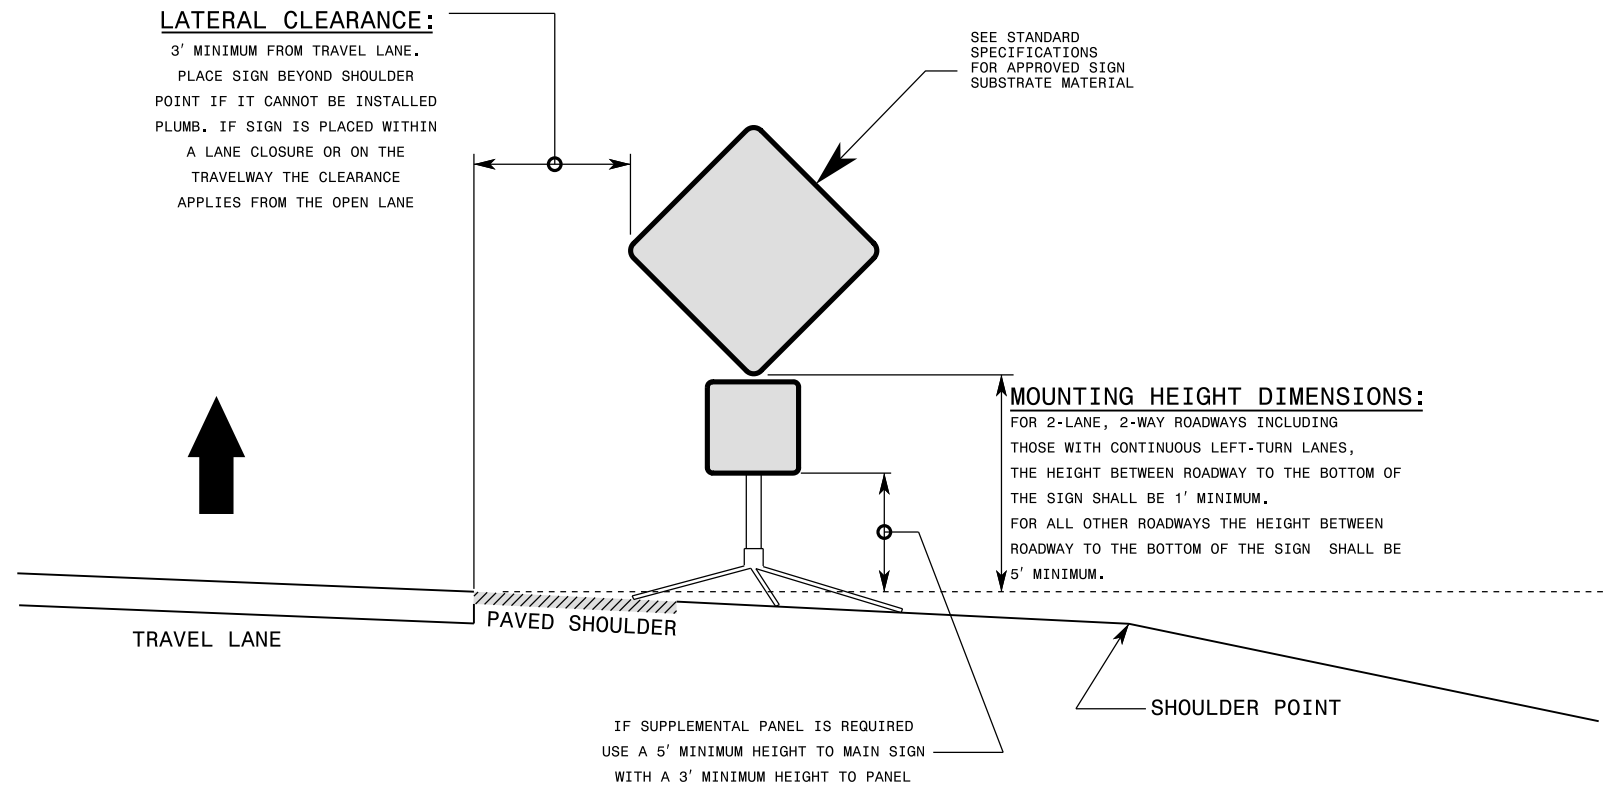 LATERAL CLEARANCE:
3' MINIMUM FROM TRAVEL LANE.
PLACE SIGN BEYOND SHOULDER
POINT IF IT CANNOT BE INSTALLED
PLUMB. IF SIGN IS PLACED WITHIN
A LANE CLOSURE OR ON THE
TRAVELWAY THE CLEARANCE
APPLIES FROM THE OPEN LANE
SEE STANDARD
SPECIFICATIONS
FOR APPROVED SIGN
SUBSTRATE MATERIAL
MOUNTING HEIGHT DIMENSIONS:
FOR 2-LANE, 2-WAY ROADWAYS INCLUDING
THOSE WITH CONTINUOUS LEFT-TURN LANES,
THE HEIGHT BETWEEN ROADWAY TO THE BOTTOM OF
THE SIGN SHALL BE 1' MINIMUM.
FOR ALL OTHER ROADWAYS THE HEIGHT BETWEEN
ROADWAY TO THE BOTTOM OF THE SIGN SHALL BE
5' MINIMUM.
TRAVEL LANE
PAVED SHOULDER
SHOULDER POINT
IF SUPPLEMENTAL PANEL IS REQUIRED
USE A 5' MINIMUM HEIGHT TO MAIN SIGN
WITH A 3' MINIMUM HEIGHT TO PANEL